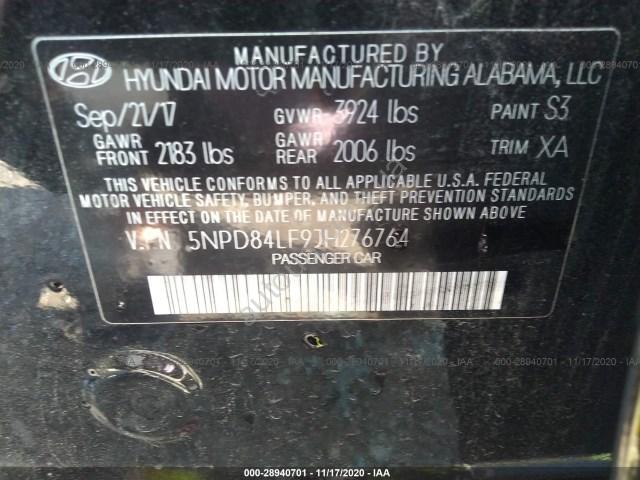 MANUFACTURED BY
HYUNDAI MOTOR MANUFACTURING ALABAMA, LLC
Sep/21/17 GVWR 3924 lbs PAINT S3
GAWR FRONT 2183 lbs GAWR REAR 2006 lbs TRIM XA
THIS VEHICLE CONFORMS TO ALL APPLICABLE U.S.A. FEDERAL
MOTOR VEHICLE SAFETY, BUMPER, AND THEFT PREVENTION STANDARDS
IN EFFECT ON THE DATE OF MANUFACTURE SHOWN ABOVE
V.I.N 5NPD84LF9JH276764
PASSENGER CAR
000-28940701 - 11/17/2020 - IAA